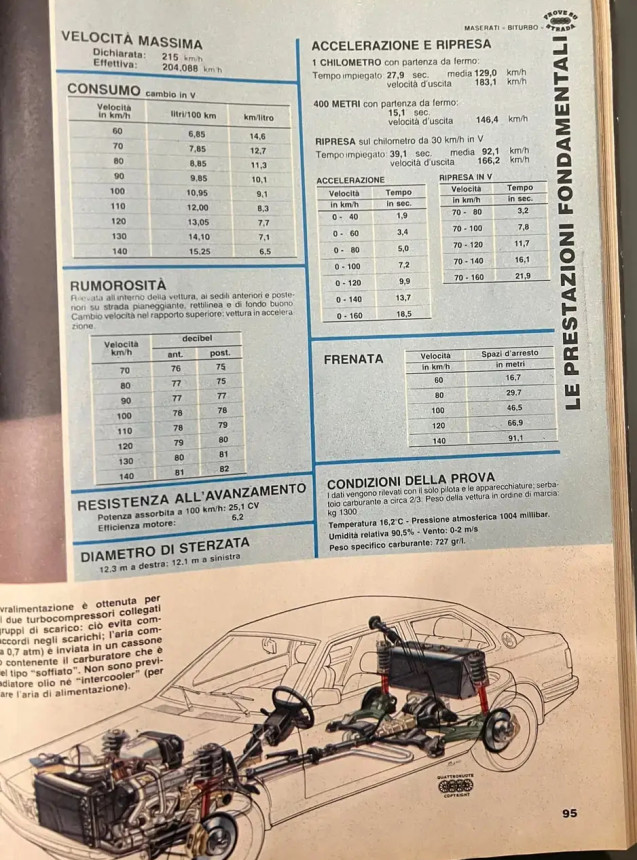 MASERATI - BITURBO -
PROVE SU STRADA
LE PRESTAZIONI FONDAMENTALI
VELOCITÀ MASSIMA
Dichiarata: 215 km/h
Effettiva: 204,088 km/h
CONSUMO cambio in V
Velocità in km/h litri/100 km km/litro
60 6,85 14,6
70 7,85 12,7
80 8,85 11,3
90 9,85 10,1
100 10,95 9,1
110 12,00 8,3
120 13,05 7,7
130 14,10 7,1
140 15,25 6,5
RUMOROSITÀ
Rilevata all'interno della vettura, ai sedili anteriori e poste-
riori su strada pianeggiante, rettilinea e di fondo buono.
Cambio velocità nel rapporto superiore; vettura in accelera
zione.
Velocità km/h decibel
ant. post.
70 76 75
80 77 75
90 77 77
100 78 78
110 78 79
120 79 80
130 80 81
140 81 82
RESISTENZA ALL'AVANZAMENTO
Potenza assorbita a 100 km/h: 25,1 CV
Efficienza motore: 6,2
DIAMETRO DI STERZATA
12.3 m a destra: 12.1 m a sinistra
ACCELERAZIONE E RIPRESA
1 CHILOMETRO con partenza da fermo:
Tempo impiegato 27,9 sec. media 129,0 km/h
velocità d'uscita 183,1 km/h
400 METRI con partenza da fermo:
15,1 sec.
velocità d'uscita 146,4 km/h
RIPRESA sul chilometro da 30 km/h in V
Tempo impiegato: 39,1 sec. media 92,1 km/h
velocità d'uscita 166,2 km/h
ACCELERAZIONE
Velocità Tempo
in km/h in sec.
0 - 40 1,9
0 - 60 3,4
0 - 80 5,0
0 - 100 7,2
0 - 120 9,9
0 - 140 13,7
0 - 160 18,5
RIPRESA IN V
Velocità Tempo
in km/h in sec.
70 - 80 3,2
70 - 100 7,8
70 - 120 11,7
70 - 140 16,1
70 - 160 21,9
FRENATA
Velocità Spazi d'arresto
in km/h in metri
60 16,7
80 29,7
100 46,5
120 66,9
140 91,1
CONDIZIONI DELLA PROVA
I dati vengono rilevati con il solo pilota e le apparecchiature; serba-
toio carburante a circa 2/3. Peso della vettura in ordine di marcia:
kg 1300
Temperatura 16,2°C - Pressione atmosferica 1004 millibar.
Umidità relativa 90,5% - Vento: 0-2 m/s
Peso specifico carburante: 727 gr/l.
vralimentazione è ottenuta per
i due turbocompressori collegati
ruppi di scarico: ciò evita com-
ccordi negli scarichi; l'aria com-
a 0,7 atm) è inviata in un cassone
contenente il carburatore che è
el tipo "soffiato". Non sono previ-
adiatore olio né "intercooler" (per
are l'aria di alimentazione).
QUATTRORUOTE
COPYRIGHT
95